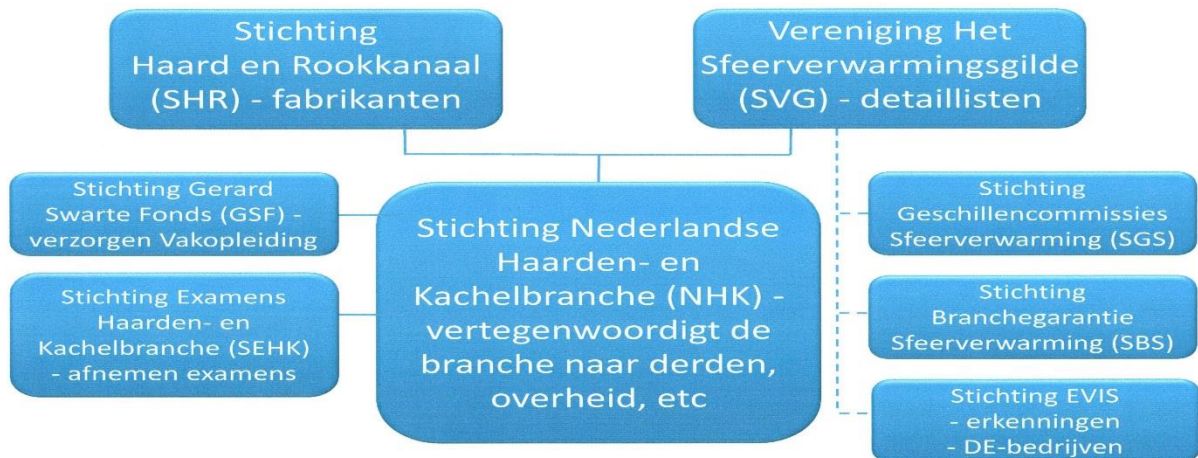 Stichting
Haard en Rookkanaal
(SHR) - fabrikanten
Vereniging Het
Sfeerverwarmingsgilde
(SVG) - detaillisten
Stichting Gerard
Swarte Fonds (GSF) -
verzorgen Vakopleiding
Stichting Examens
Haarden- en
Kachelbranche (SEHK)
- afnemen examens
Stichting Nederlandse
Haarden- en
Kachelbranche (NHK) -
vertegenwoordigt de
branche naar derden,
overheid, etc
Stichting
Geschillencommissies
Sfeerverwarming (SGS)
Stichting
Branchegarantie
Sfeerverwarming (SBS)
Stichting EVIS
- erkenningen
- DE-bedrijven